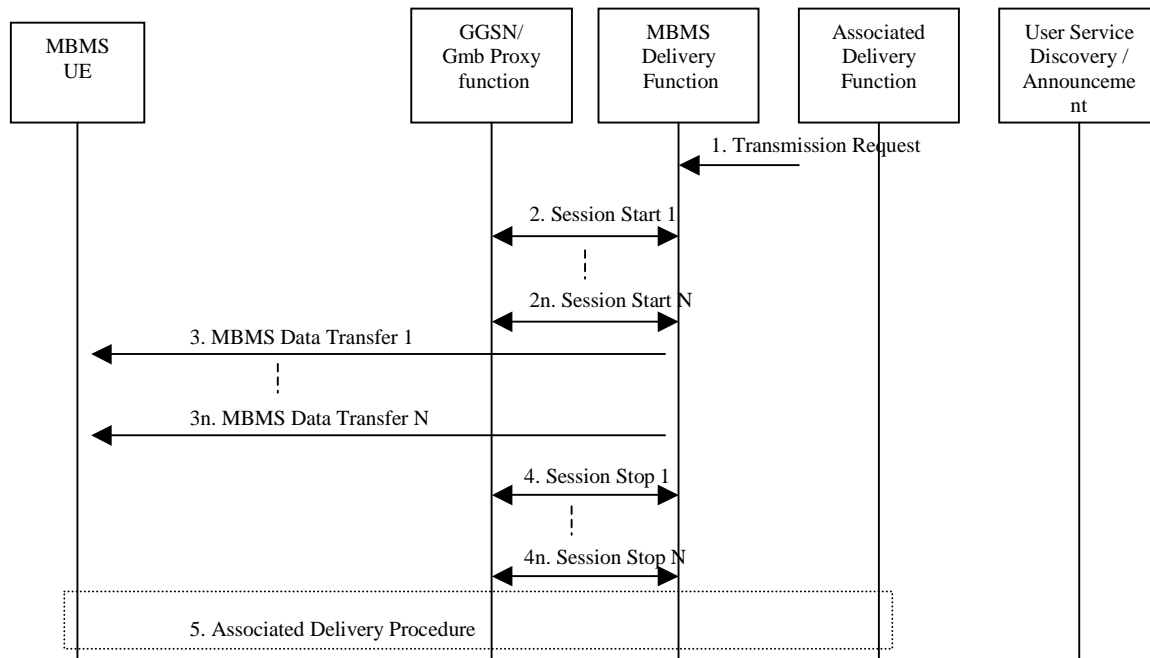 MBMS
UE
GGSN/
Gmb Proxy
function
MBMS
Delivery
Function
Associated
Delivery
Function
User Service
Discovery /
Announceme
nt
1. Transmission Request
2. Session Start 1
2n. Session Start N
3. MBMS Data Transfer 1
3n. MBMS Data Transfer N
4. Session Stop 1
4n. Session Stop N
5. Associated Delivery Procedure